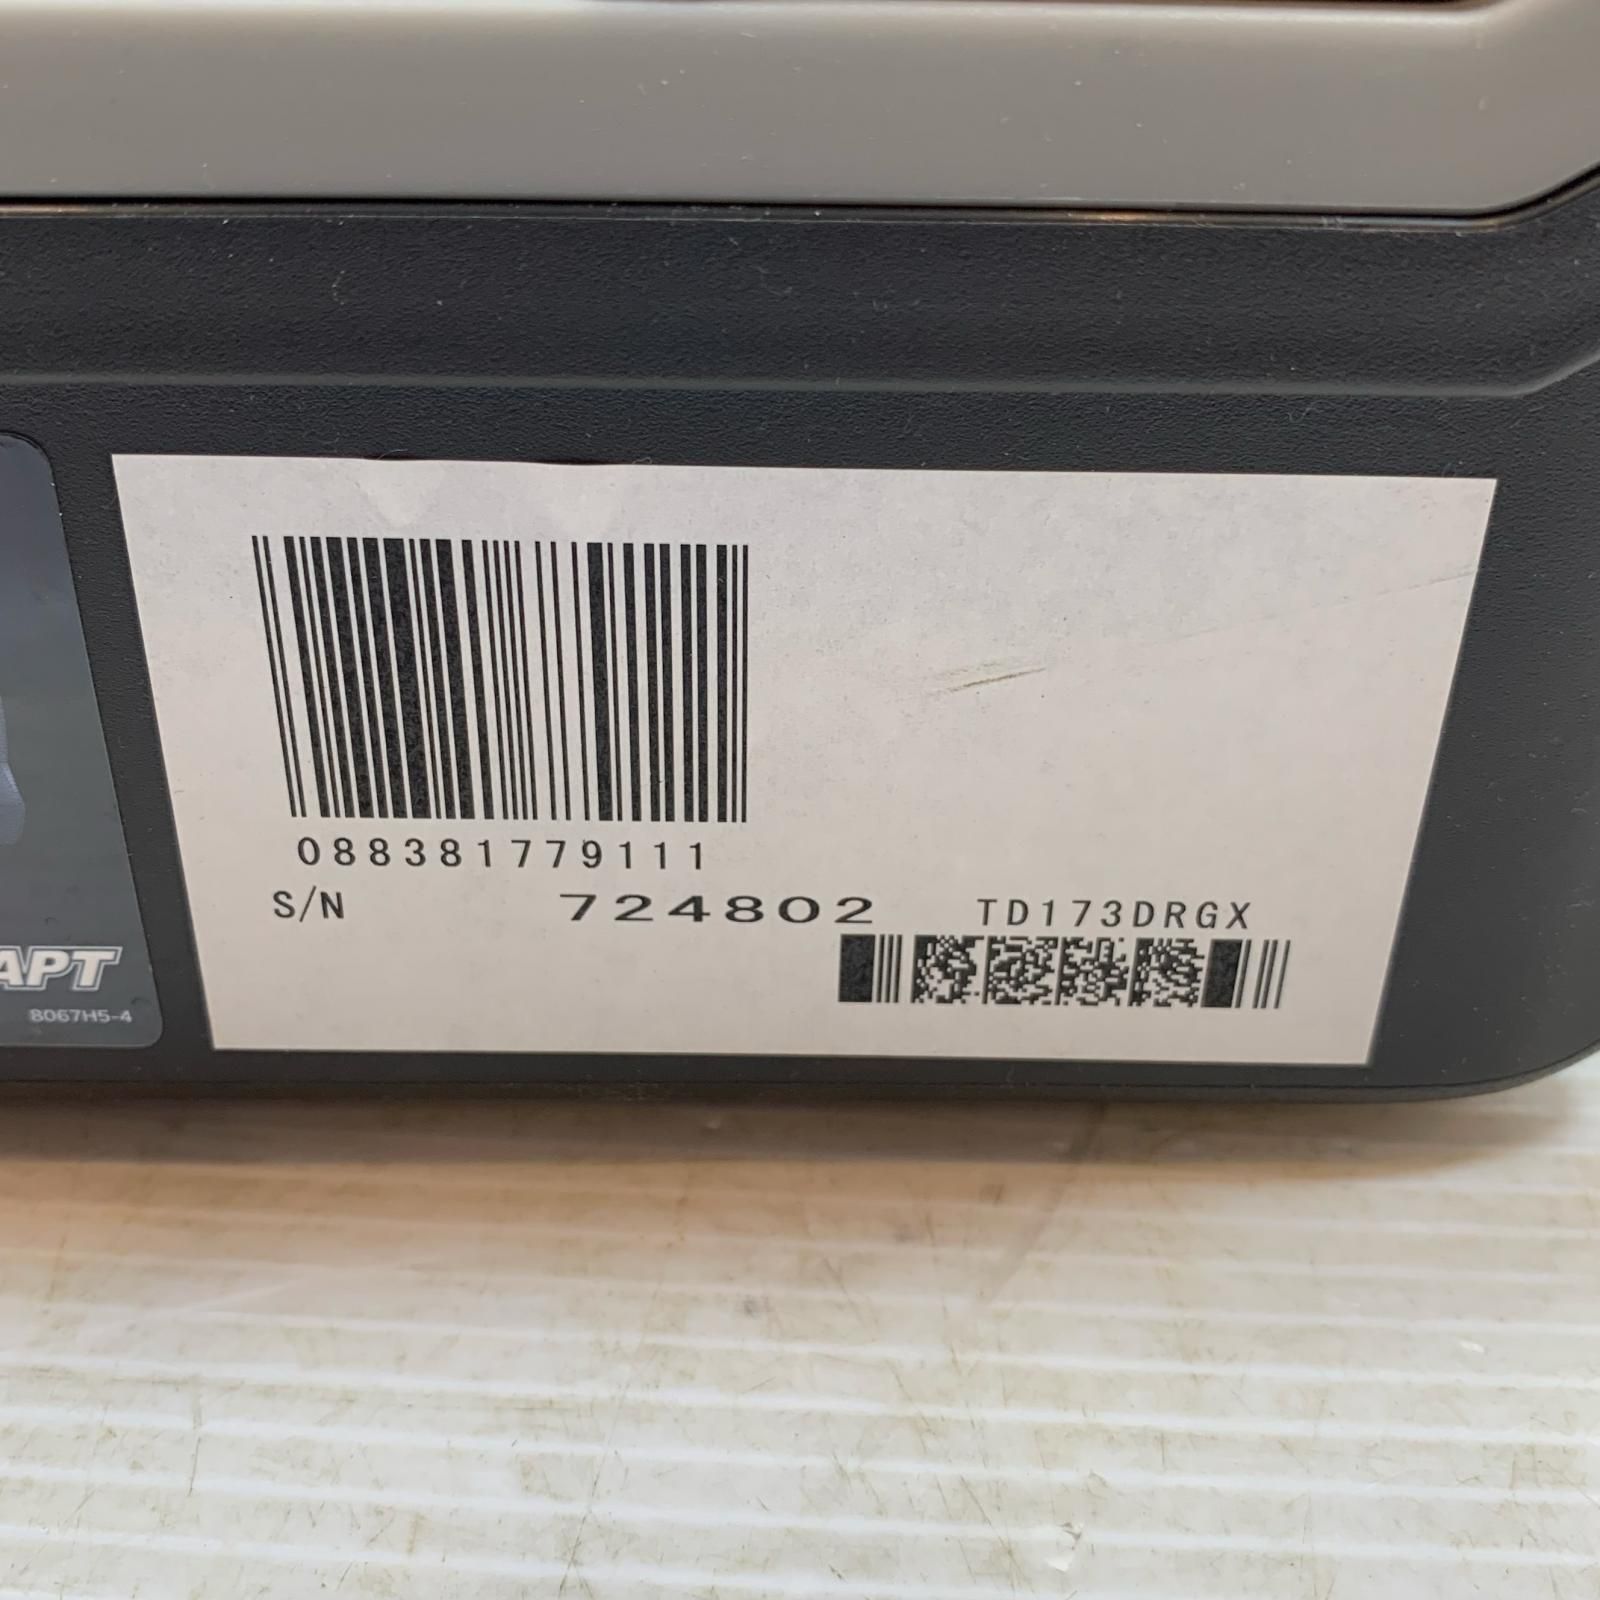 088381779111
S/N 724802 TD173DRGX
APT
8067H5-4